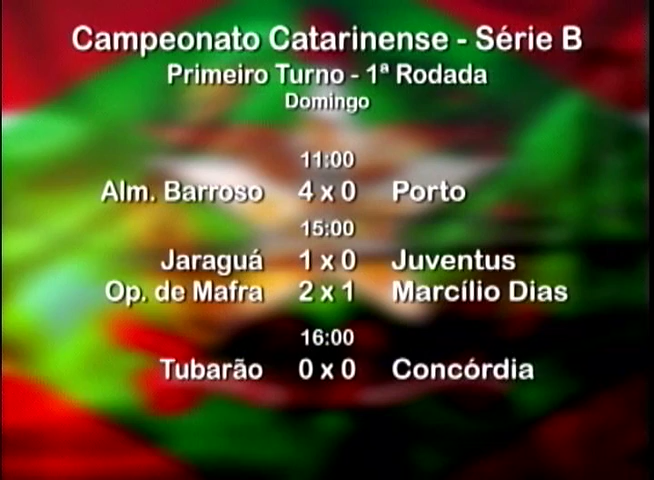 Campeonato Catarinense - Série B
Primeiro Turno - 1ª Rodada
Domingo
11:00
Alm. Barroso 4 x 0 Porto
15:00
Jaraguá 1 x 0 Juventus
Op. de Mafra 2 x 1 Marcílio Dias
16:00
Tubarão 0 x 0 Concórdia